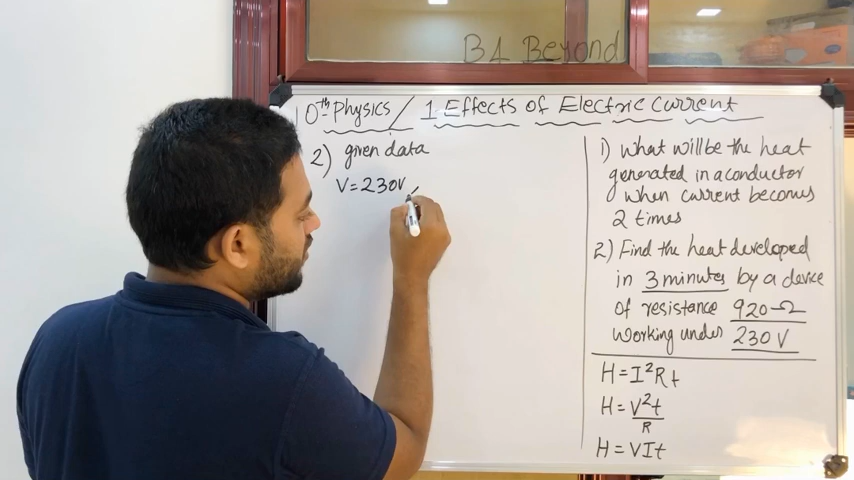 B4 Beyond
10th Physics / 1 Effects of Electric Current
2) given data
V=230V,
1) What will be the heat
generated in a conductor
when current becomes
2 times
2) Find the heat developed
in 3 minutes by a device
of resistance 920 Ω
Working under 230 V
H = I²Rt
H = V²t/R
H = VIt